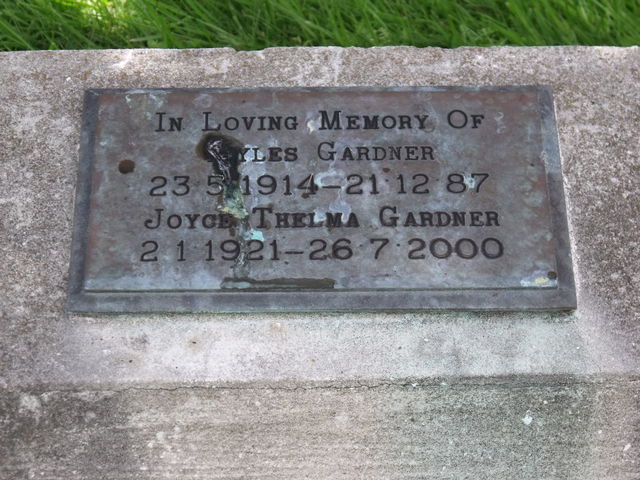 In Loving Memory Of
Gardner
23 5 1914-21 12 87
Joyce Thelma Gardner
2 1 1921-26 7 2000